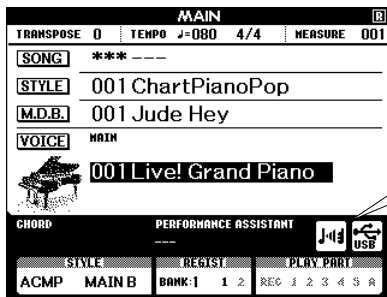 MAIN R
TRANSPOSE 0 TEMPO ♩=080 4/4 MEASURE 001
SONG *** ---
STYLE 001 ChartPianoPop
M.D.B. 001 Jude Hey
VOICE MAIN
001 Live! Grand Piano
CHORD PERFORMANCE ASSISTANT
---
USB
STYLE REGIST PLAY PART
ACMP MAIN B BANK:1 1 2 REC 1 2 3 4 5 A